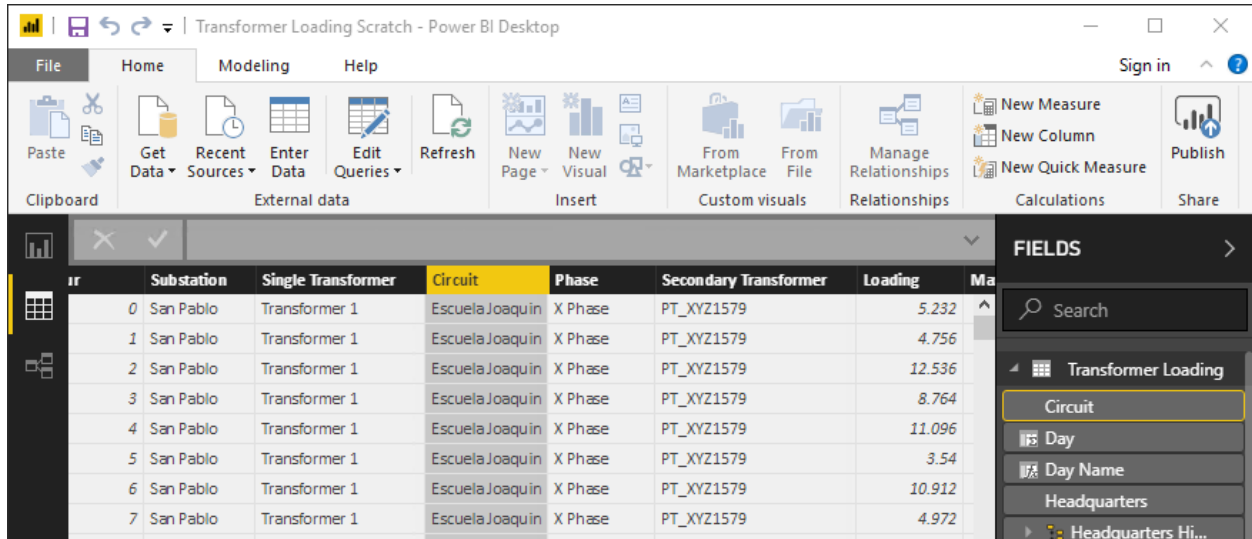 Transformer Loading Scratch - Power BI Desktop
File Home Modeling Help Sign in
Paste
Get Data
Recent Sources
Enter Data
Edit Queries
Refresh
New Page
New Visual
From Marketplace
From File
Manage Relationships
New Measure
New Column
New Quick Measure
Publish
Clipboard External data Insert Custom visuals Relationships Calculations Share
FIELDS
Search
Transformer Loading
Circuit
Day
Day Name
Headquarters
Headquarters Hi...
ur Substation Single Transformer Circuit Phase Secondary Transformer Loading Ma
0 San Pablo Transformer 1 EscuelaJoaquin X Phase PT_XYZ1579 5.232
1 San Pablo Transformer 1 EscuelaJoaquin X Phase PT_XYZ1579 4.756
2 San Pablo Transformer 1 EscuelaJoaquin X Phase PT_XYZ1579 12.536
3 San Pablo Transformer 1 EscuelaJoaquin X Phase PT_XYZ1579 8.764
4 San Pablo Transformer 1 EscuelaJoaquin X Phase PT_XYZ1579 11.096
5 San Pablo Transformer 1 EscuelaJoaquin X Phase PT_XYZ1579 3.54
6 San Pablo Transformer 1 EscuelaJoaquin X Phase PT_XYZ1579 10.912
7 San Pablo Transformer 1 EscuelaJoaquin X Phase PT_XYZ1579 4.972